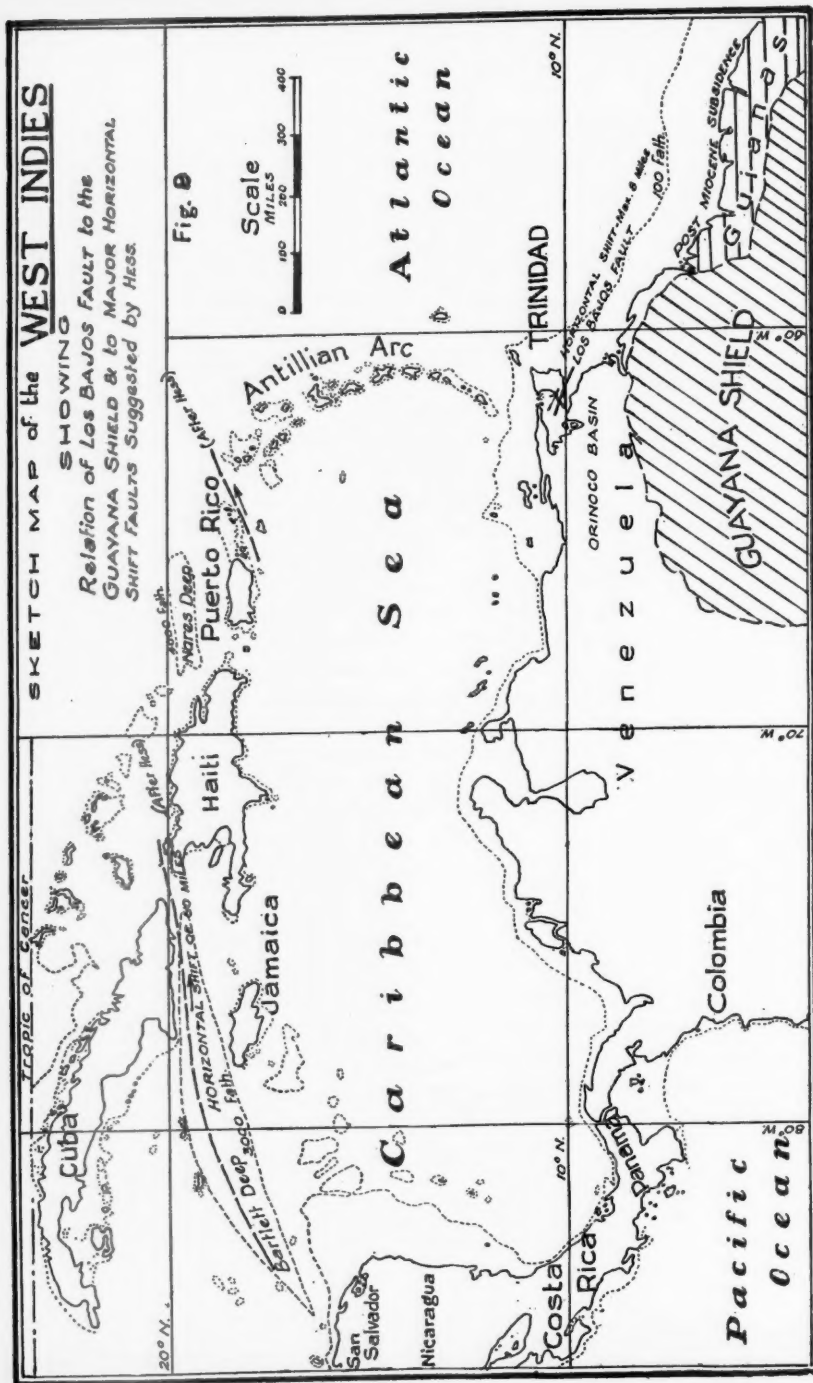 SKETCH MAP of the WEST INDIES
SHOWING
Relation of LOS BAJOS FAULT to the
GUAYANA SHIELD & to MAJOR HORIZONTAL
SHIFT FAULTS Suggested by HESS.
Fig. B
Scale
MILES
0 100 200 300 400
Tropic of Cancer
20° N.
Cuba
(After Hess)
HORIZONTAL SHIFT OF 60 MILES
Bartlett Deep 3000 Fath.
Haiti
Jamaica
Nares Deep
Puerto Rico
(After Hess)
Antillian Arc
Atlantic
Ocean
Caribbean Sea
San
Salvador
Nicaragua
Costa
Rica
Panama
Pacific
Ocean
Colombia
Venezuela
TRINIDAD
HORIZONTAL SHIFT-Max. 8 Miles
LOS BAJOS FAULT
100 Fath.
ORINOCO BASIN
GUAYANA SHIELD
POST MIOCENE SUBSIDENCE
Guianas
10° N.
10° N.
80° W.
70° W.
60° W.